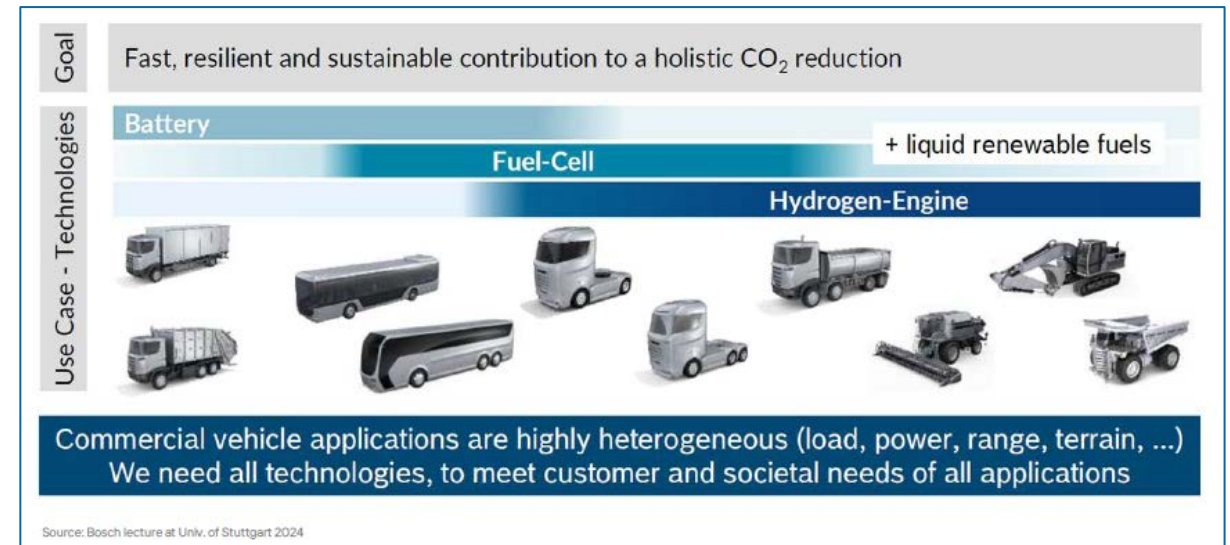 Goal
Fast, resilient and sustainable contribution to a holistic CO₂ reduction
Use Case - Technologies
Battery
+ liquid renewable fuels
Fuel-Cell
Hydrogen-Engine
Commercial vehicle applications are highly heterogeneous (load, power, range, terrain, ...)
We need all technologies, to meet customer and societal needs of all applications
Source: Bosch lecture at Univ. of Stuttgart 2024